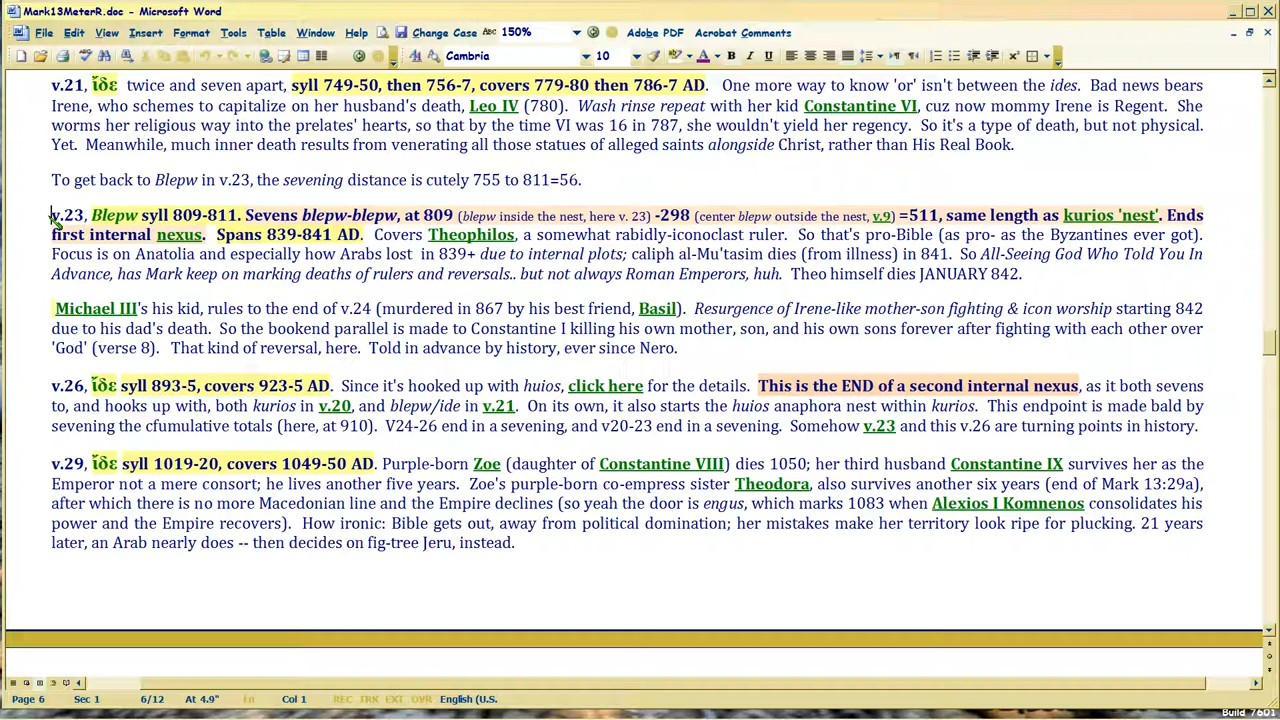 Mark13MeterR.doc - Microsoft Word
File Edit View Insert Format Tools Table Window Help Change Case 150% Adobe PDF Acrobat Comments
Cambria 10 B I U
v.21, ἴδε twice and seven apart, syll 749-50, then 756-7, covers 779-80 then 786-7 AD. One more way to know 'or' isn't between the ides. Bad news bears
Irene, who schemes to capitalize on her husband's death, Leo IV (780). Wash rinse repeat with her kid Constantine VI, cuz now mommy Irene is Regent. She
worms her religious way into the prelates' hearts, so that by the time VI was 16 in 787, she wouldn't yield her regency. So it's a type of death, but not physical.
Yet. Meanwhile, much inner death results from venerating all those statues of alleged saints alongside Christ, rather than His Real Book.
To get back to Blepw in v.23, the sevening distance is cutely 755 to 811=56.
v.23, Blepw syll 809-811. Sevens blepw-blepw, at 809 (blepw inside the nest, here v. 23) -298 (center blepw outside the nest, v.9) =511, same length as kurios 'nest'. Ends
first internal nexus. Spans 839-841 AD. Covers Theophilos, a somewhat rabidly-iconoclast ruler. So that's pro-Bible (as pro- as the Byzantines ever got).
Focus is on Anatolia and especially how Arabs lost in 839+ due to internal plots; caliph al-Mu'tasim dies (from illness) in 841. So All-Seeing God Who Told You In
Advance, has Mark keep on marking deaths of rulers and reversals.. but not always Roman Emperors, huh. Theo himself dies JANUARY 842.
Michael III's his kid, rules to the end of v.24 (murdered in 867 by his best friend, Basil). Resurgence of Irene-like mother-son fighting & icon worship starting 842
due to his dad's death. So the bookend parallel is made to Constantine I killing his own mother, son, and his own sons forever after fighting with each other over
'God' (verse 8). That kind of reversal, here. Told in advance by history, ever since Nero.
v.26, ἴδε syll 893-5, covers 923-5 AD. Since it's hooked up with huios, click here for the details. This is the END of a second internal nexus, as it both sevens
to, and hooks up with, both kurios in v.20, and blepw/ide in v.21. On its own, it also starts the huios anaphora nest within kurios. This endpoint is made bald by
sevening the cfumulative totals (here, at 910). V24-26 end in a sevening, and v20-23 end in a sevening. Somehow v.23 and this v.26 are turning points in history.
v.29, ἴδε syll 1019-20, covers 1049-50 AD. Purple-born Zoe (daughter of Constantine VIII) dies 1050; her third husband Constantine IX survives her as the
Emperor not a mere consort; he lives another five years. Zoe's purple-born co-empress sister Theodora, also survives another six years (end of Mark 13:29a),
after which there is no more Macedonian line and the Empire declines (so yeah the door is engus, which marks 1083 when Alexios I Komnenos consolidates his
power and the Empire recovers). How ironic: Bible gets out, away from political domination; her mistakes make her territory look ripe for plucking. 21 years
later, an Arab nearly does -- then decides on fig-tree Jeru, instead.
Page 6 Sec 1 6/12 At 4.9" ln Col 1 REC TRK EXT OVR English (U.S.
Build 7601